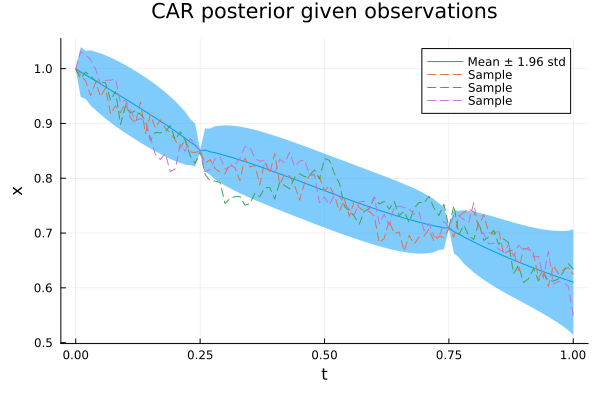 CAR posterior given observations
Mean ± 1.96 std
Sample
Sample
Sample
1.0
0.9
0.8
0.7
0.6
0.5
x
0.00
0.25
0.50
0.75
1.00
t